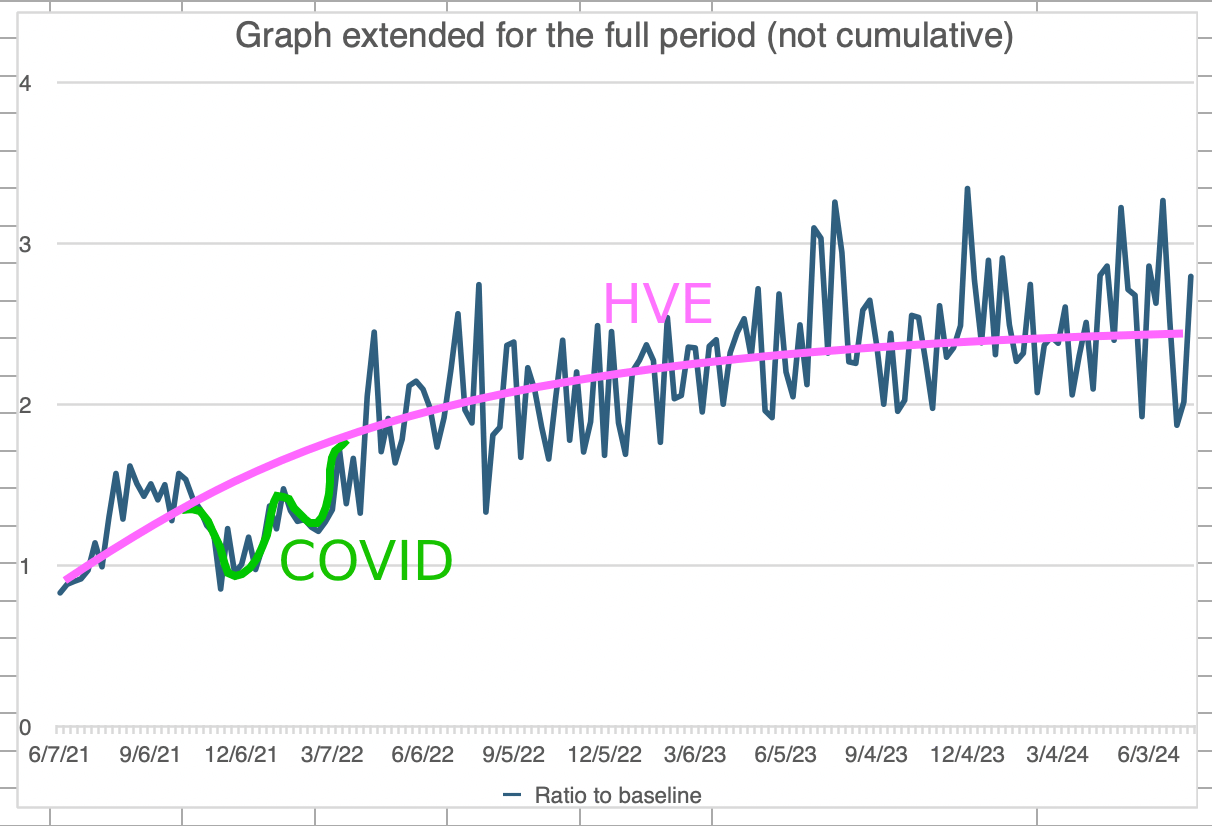 Graph extended for the full period (not cumulative)
4
3
HVE
2
COVID
1
0
6/7/21 9/6/21 12/6/21 3/7/22 6/6/22 9/5/22 12/5/22 3/6/23 6/5/23 9/4/23 12/4/23 3/4/24 6/3/24
Ratio to baseline